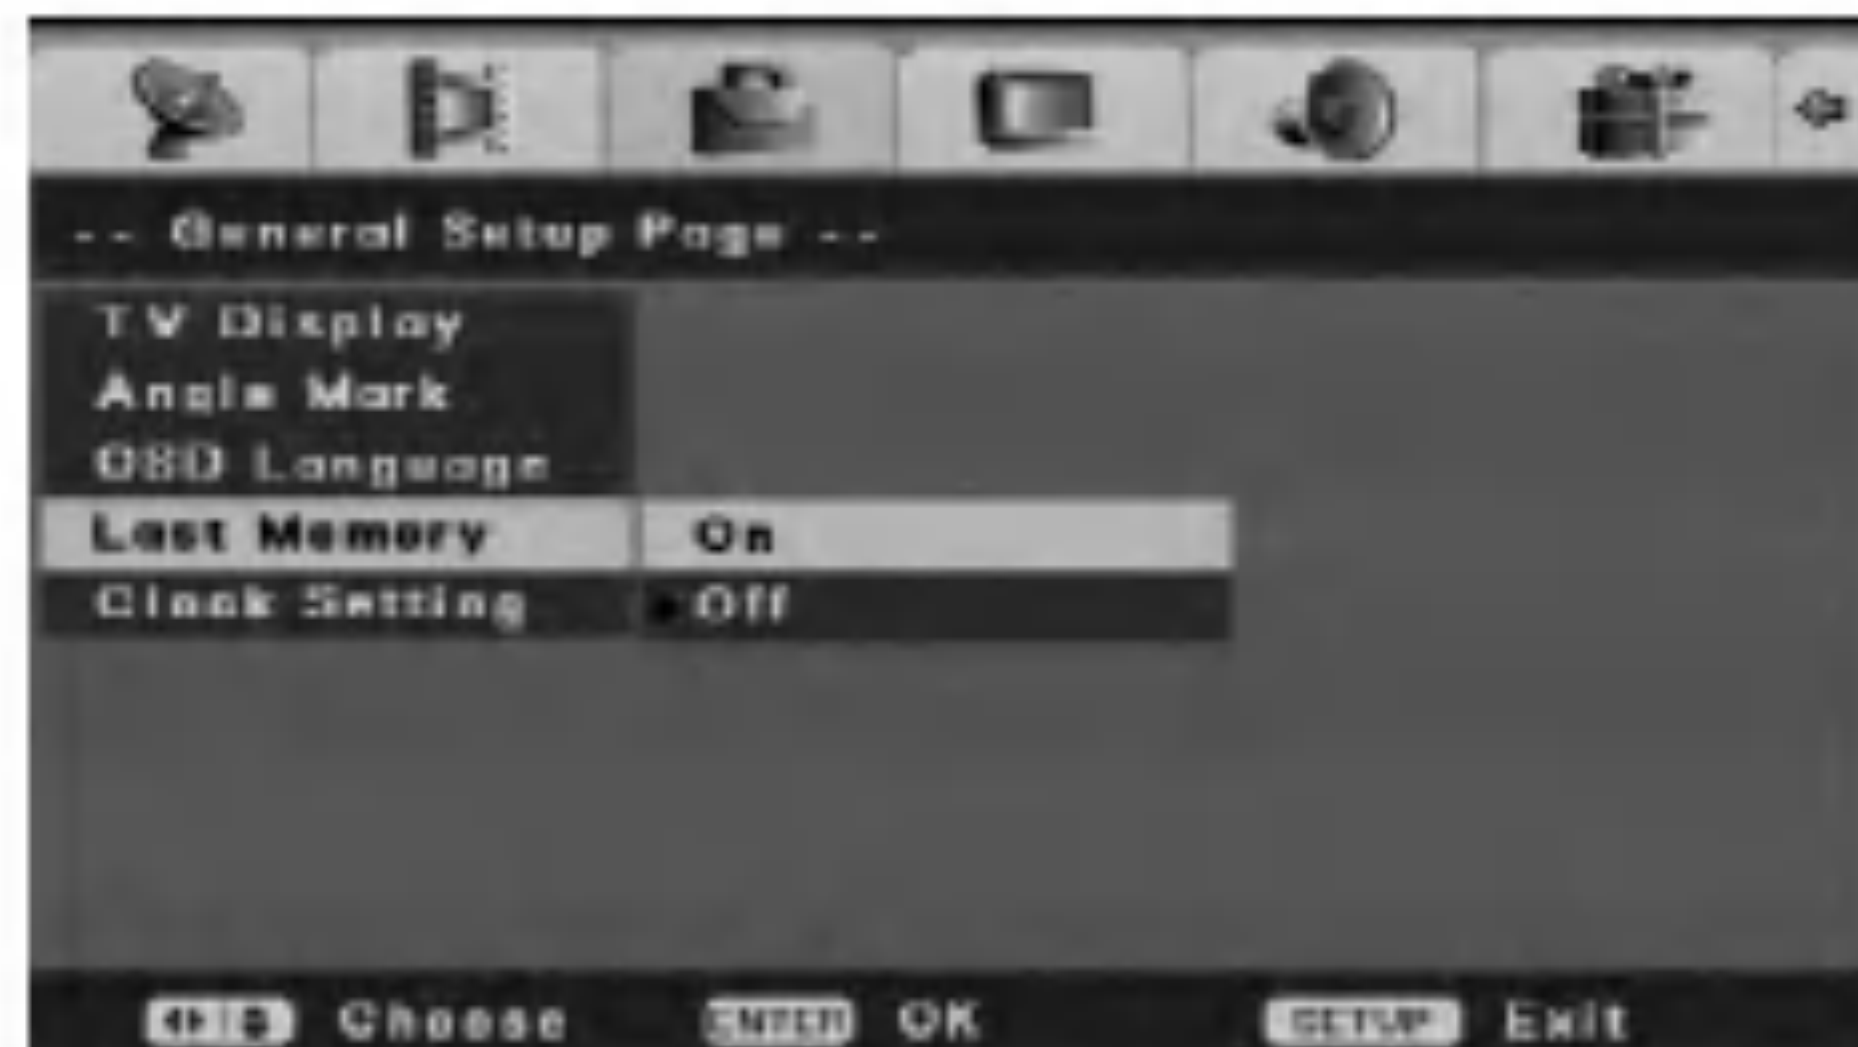 -- General Setup Page --
TV Display
Angle Mark
OSD Language
Last Memory On
Clock Setting Off
Choose ENTER OK SETUP Exit